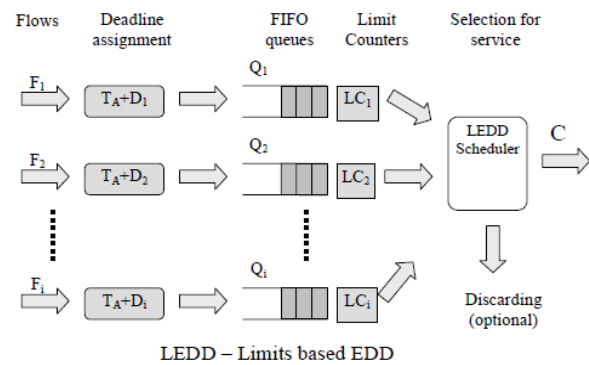 Flows
Deadline assignment
FIFO queues
Limit Counters
Selection for service
F1
TA+D1
Q1
LC1
F2
TA+D2
Q2
LC2
LEDD Scheduler
C
Fi
TA+Di
Qi
LCi
Discarding (optional)
LEDD – Limits based EDD